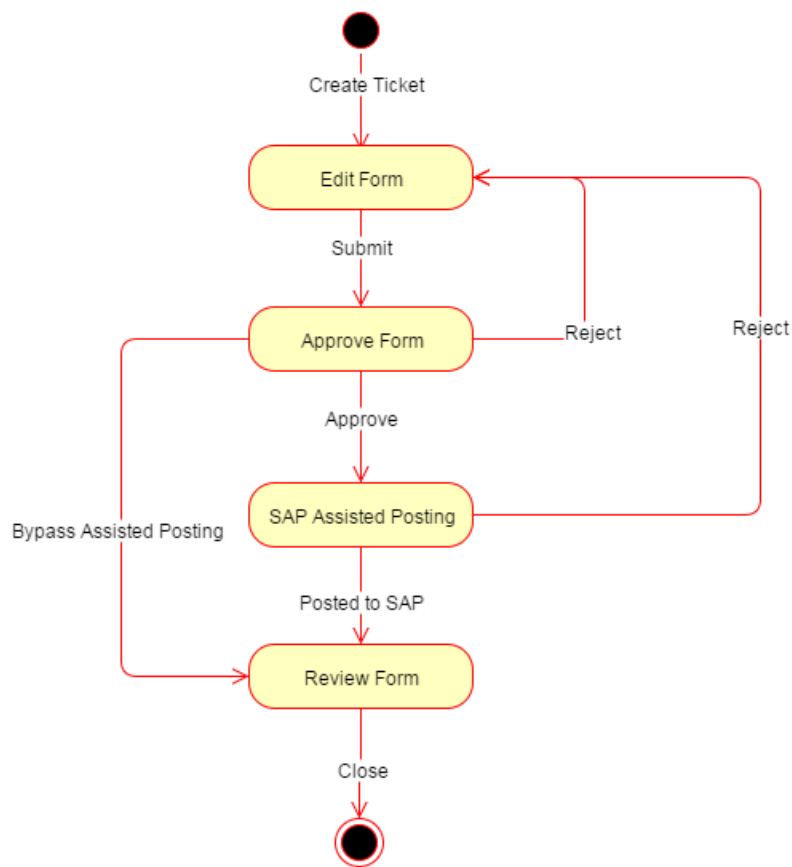 Create Ticket
Edit Form
Submit
Approve Form
Reject
Reject
Approve
SAP Assisted Posting
Bypass Assisted Posting
Posted to SAP
Review Form
Close